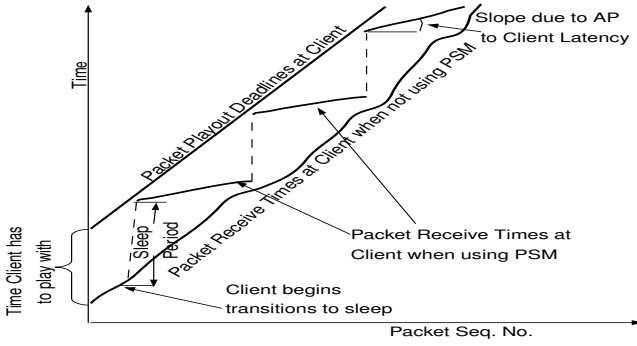 Slope due to AP
to Client Latency
Time
Packet Playout Deadlines at Client
Packet Receive Times at Client when not using PSM
Sleep
Period
Time Client has
to play with
Packet Receive Times at
Client when using PSM
Client begins
transitions to sleep
Packet Seq. No.